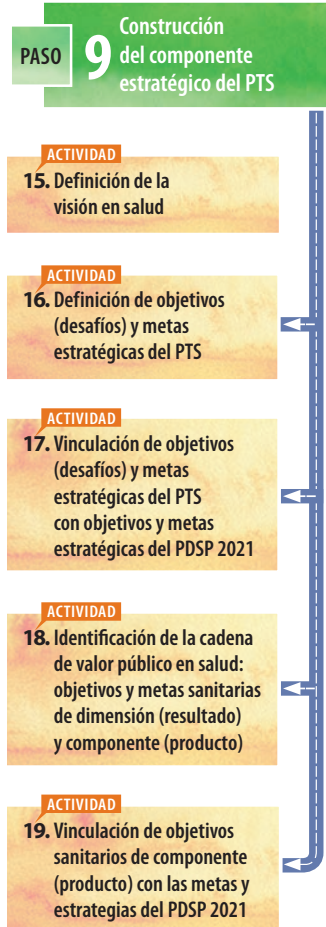 PASO
9
Construcción
del componente
estratégico del PTS
ACTIVIDAD
15. Definición de la
visión en salud
ACTIVIDAD
16. Definición de objetivos
(desafíos) y metas
estratégicas del PTS
ACTIVIDAD
17. Vinculación de objetivos
(desafíos) y metas
estratégicas del PTS
con objetivos y metas
estratégicas del PDSP 2021
ACTIVIDAD
18. Identificación de la cadena
de valor público en salud:
objetivos y metas sanitarias
de dimensión (resultado)
y componente (producto)
ACTIVIDAD
19. Vinculación de objetivos
sanitarios de componente
(producto) con las metas y
estrategias del PDSP 2021